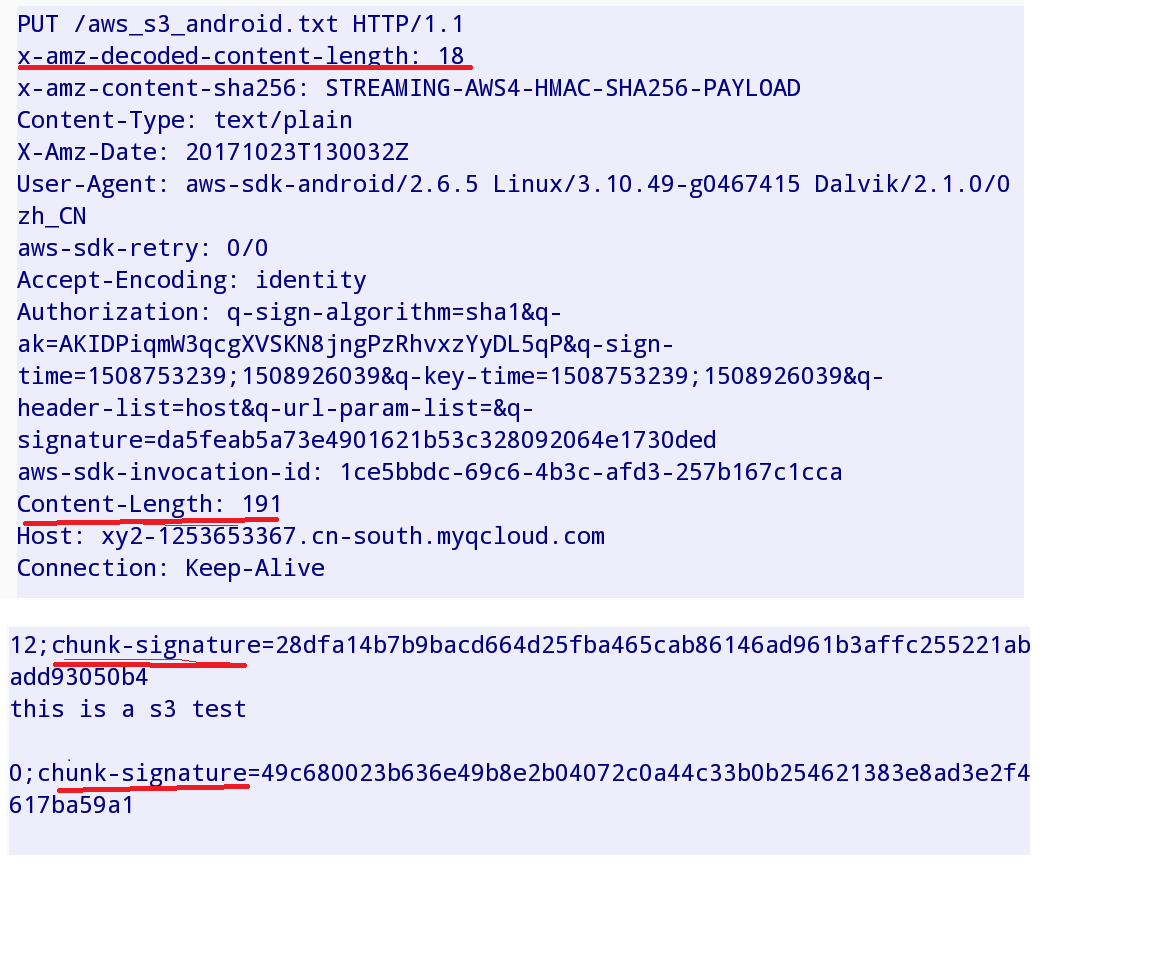 PUT /aws_s3_android.txt HTTP/1.1
x-amz-decoded-content-length: 18
x-amz-content-sha256: STREAMING-AWS4-HMAC-SHA256-PAYLOAD
Content-Type: text/plain
X-Amz-Date: 20171023T130032Z
User-Agent: aws-sdk-android/2.6.5 Linux/3.10.49-g0467415 Dalvik/2.1.0/0
zh_CN
aws-sdk-retry: 0/0
Accept-Encoding: identity
Authorization: q-sign-algorithm=sha1&q-
ak=AKIDPiqmW3qcgXVSKN8jngPzRhvxzYyDL5qP&q-sign-
time=1508753239;1508926039&q-key-time=1508753239;1508926039&q-
header-list=host&q-url-param-list=&q-
signature=da5feab5a73e4901621b53c328092064e1730ded
aws-sdk-invocation-id: 1ce5bbdc-69c6-4b3c-afd3-257b167c1cca
Content-Length: 191
Host: xy2-1253653367.cn-south.myqcloud.com
Connection: Keep-Alive
12;chunk-signature=28dfa14b7b9bacd664d25fba465cab86146ad961b3affc255221ab
add93050b4
this is a s3 test
0;chunk-signature=49c680023b636e49b8e2b04072c0a44c33b0b254621383e8ad3e2f4
617ba59a1